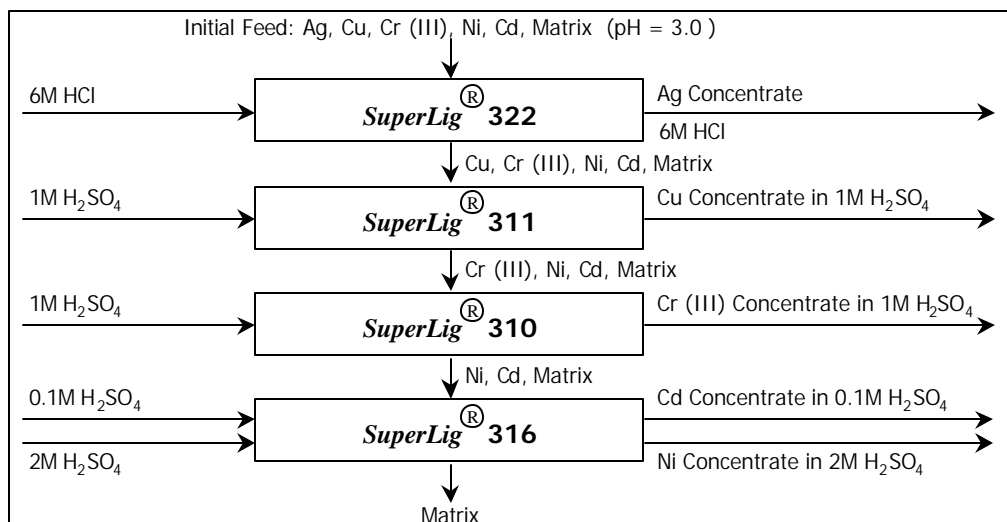 Initial Feed: Ag, Cu, Cr (III), Ni, Cd, Matrix (pH = 3.0 )
6M HCl
SuperLig® 322
Ag Concentrate
6M HCl
Cu, Cr (III), Ni, Cd, Matrix
1M H₂SO₄
SuperLig® 311
Cu Concentrate in 1M H₂SO₄
Cr (III), Ni, Cd, Matrix
1M H₂SO₄
SuperLig® 310
Cr (III) Concentrate in 1M H₂SO₄
Ni, Cd, Matrix
0.1M H₂SO₄
SuperLig® 316
Cd Concentrate in 0.1M H₂SO₄
2M H₂SO₄
Ni Concentrate in 2M H₂SO₄
Matrix